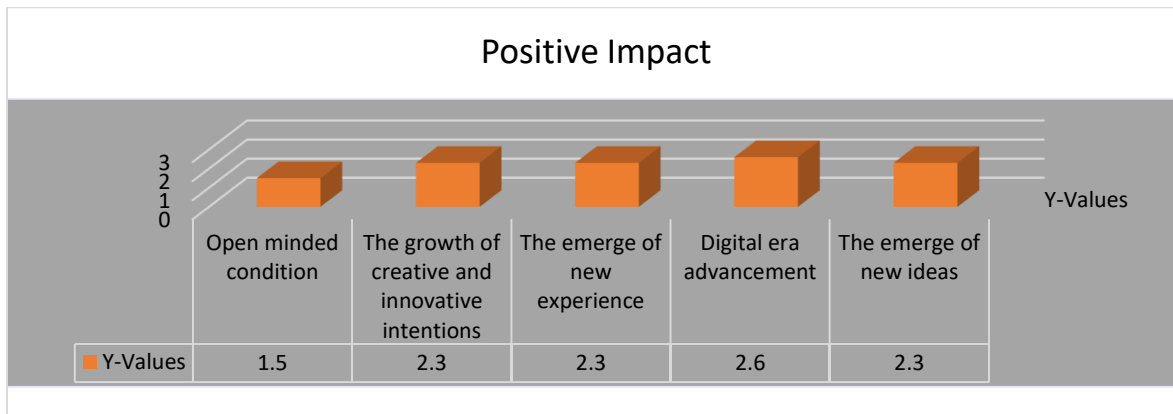 Positive Impact
3
2
1
0
Y-Values
Open minded
condition
The growth of
creative and
innovative
intentions
The emerge of
new
experience
Digital era
advancement
The emerge of
new ideas
Y-Values 1.5 2.3 2.3 2.6 2.3